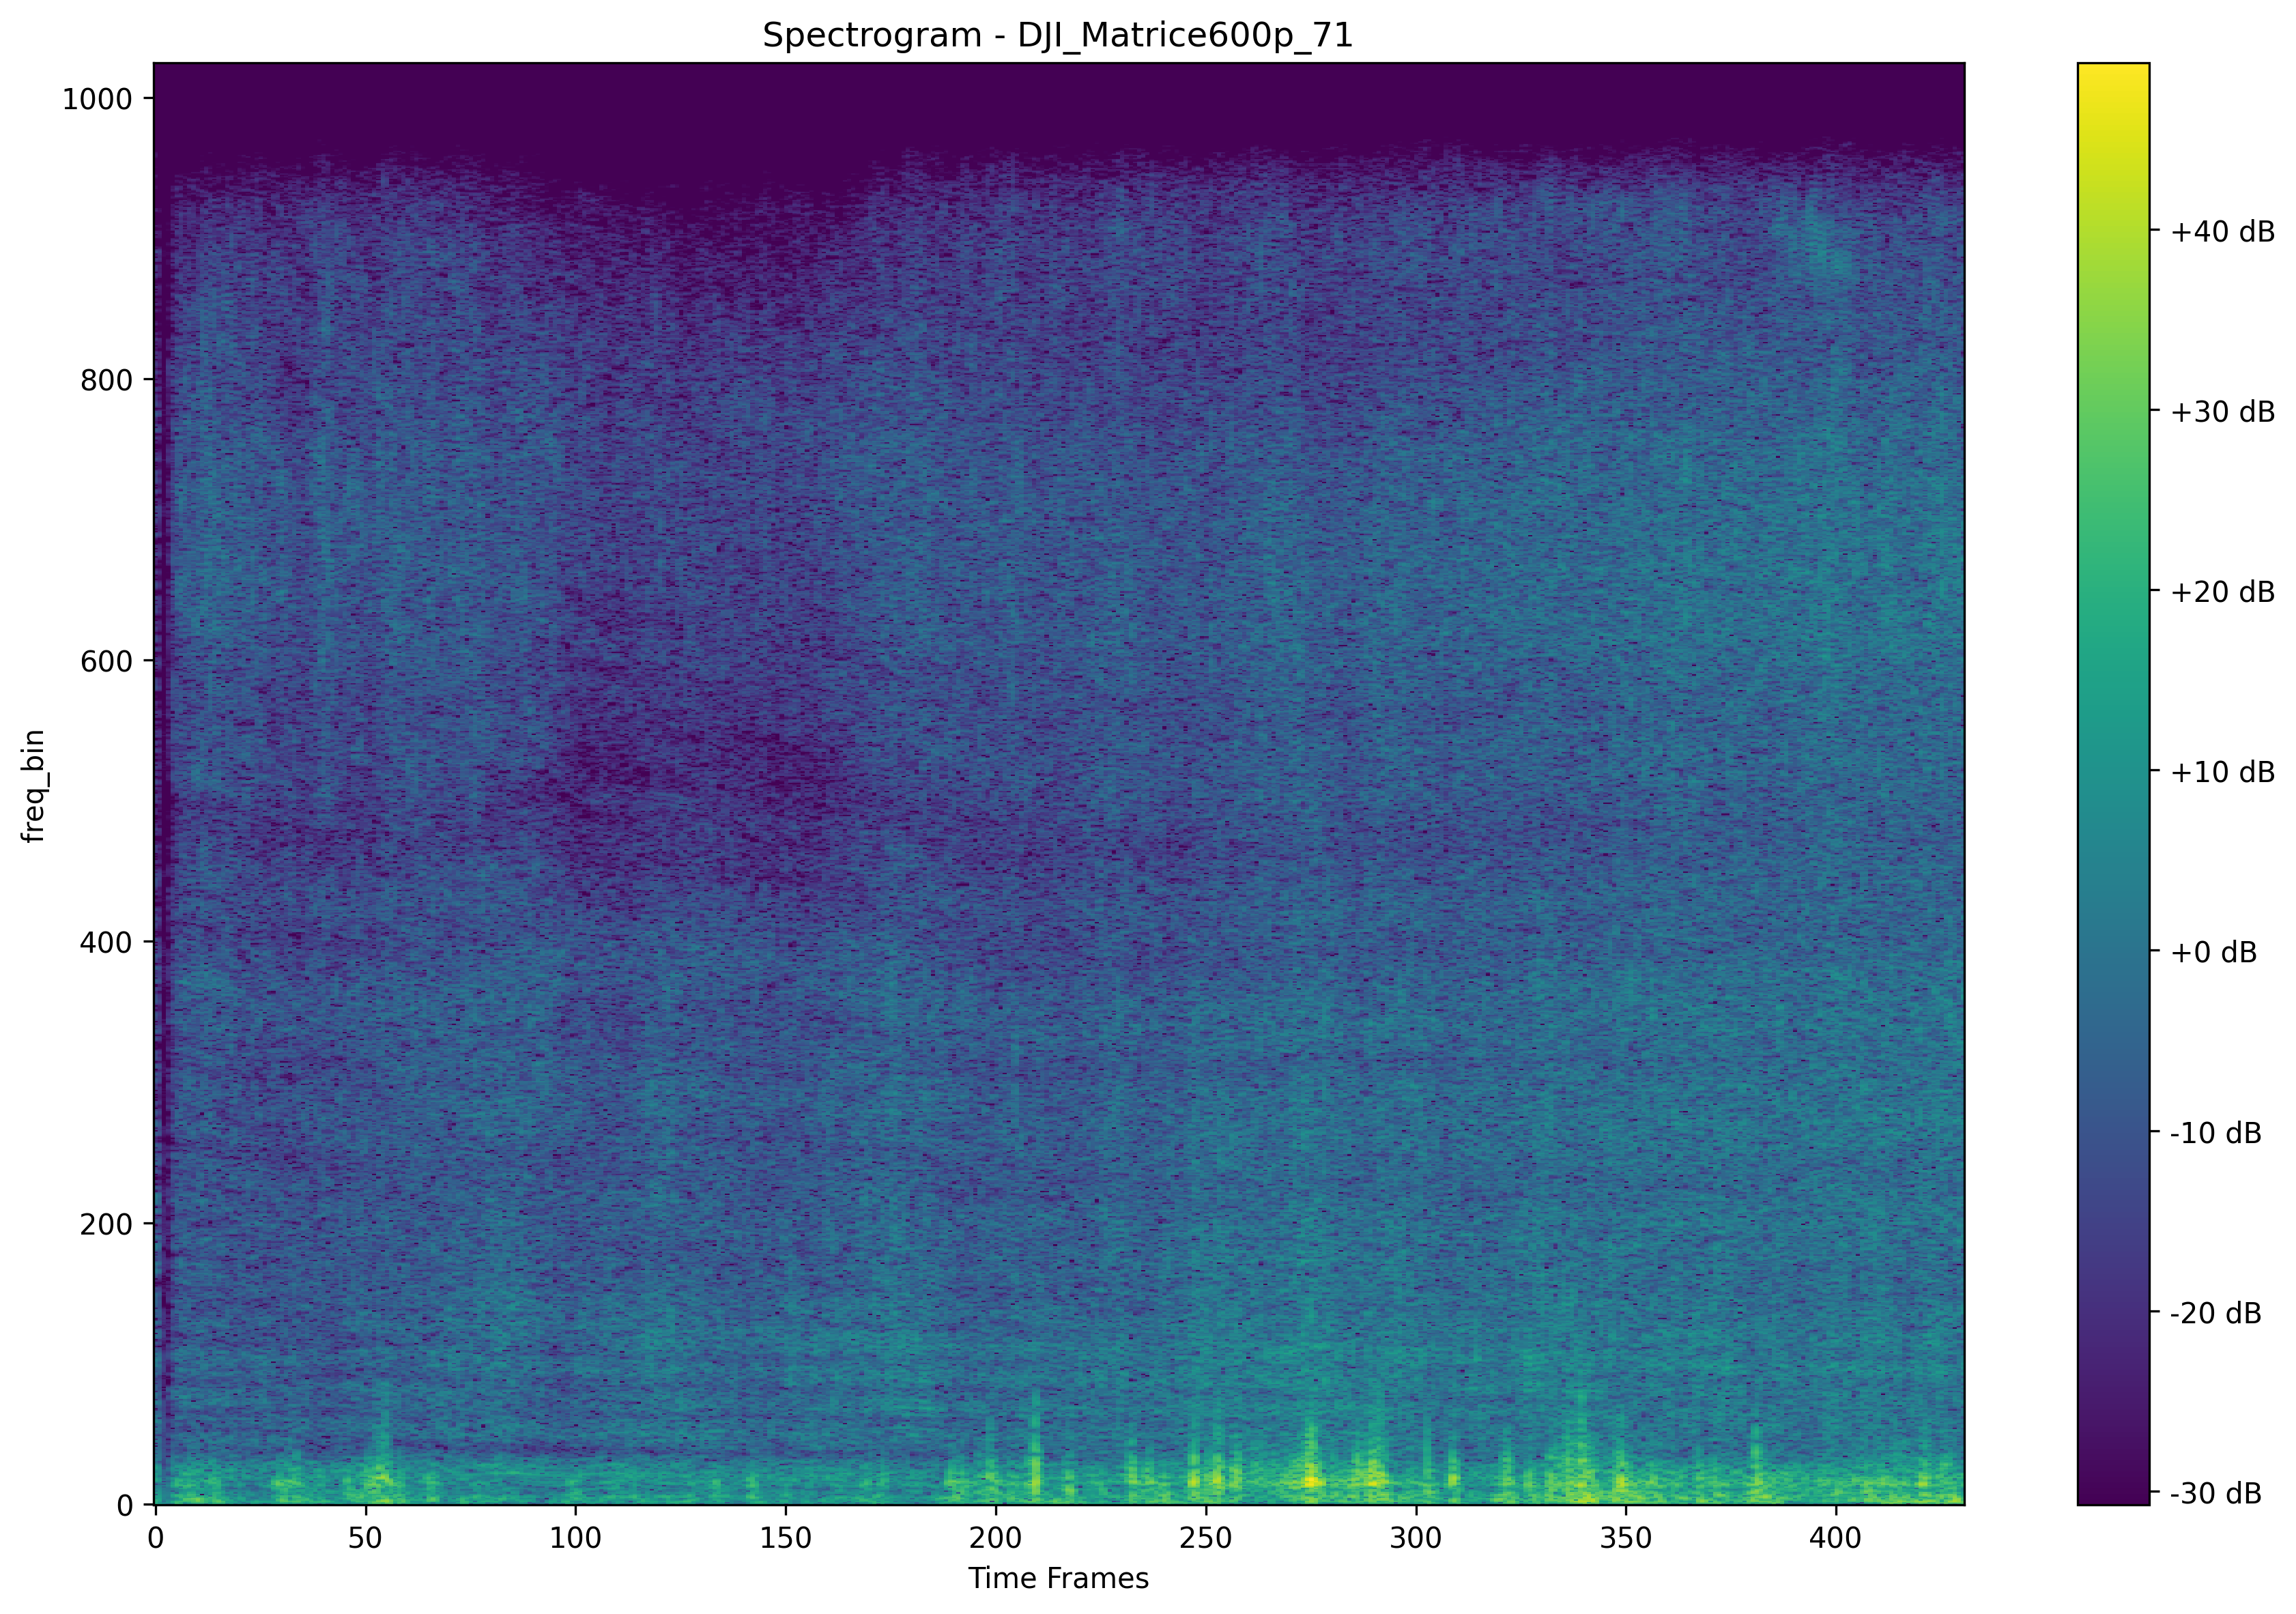 Spectrogram - DJI_Matrice600p_71
1000
800
600
400
200
0
freq_bin
0 50 100 150 200 250 300 350 400
Time Frames
+40 dB
+30 dB
+20 dB
+10 dB
+0 dB
-10 dB
-20 dB
-30 dB